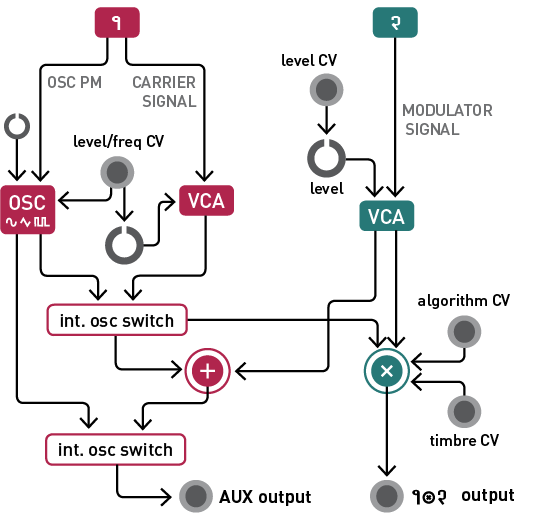 १
२
level CV
OSC PM
CARRIER
SIGNAL
MODULATOR
SIGNAL
level/freq CV
level
OSC
VCA
VCA
algorithm CV
int. osc switch
+
×
timbre CV
int. osc switch
AUX output
१⊗२ output